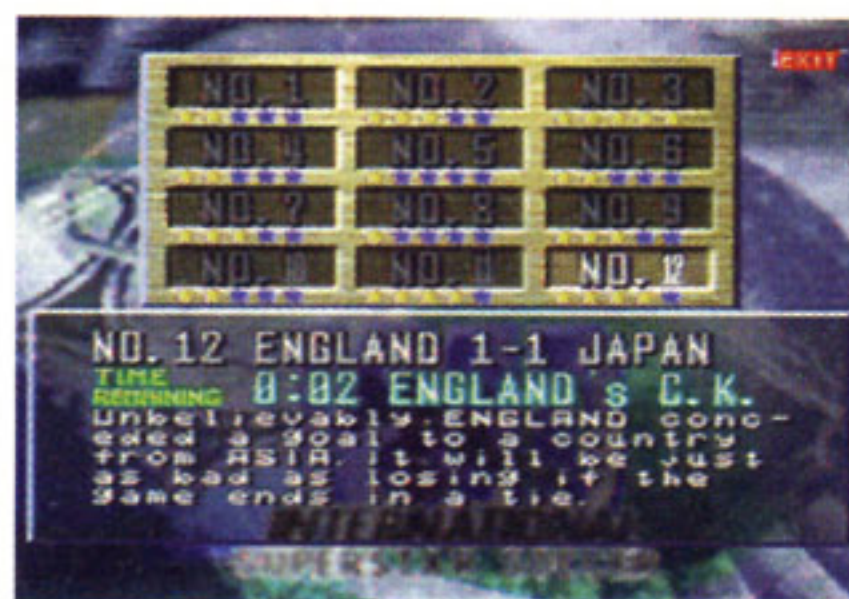 EXIT
NO. 1 NO. 2 NO. 3
NO. 4 NO. 5 NO. 6
NO. 7 NO. 8 NO. 9
NO. 10 NO. 11 NO. 12
NO. 12 ENGLAND 1-1 JAPAN
TIME
REMAINING 0:02 ENGLAND's C.K.
Unbelievably, ENGLAND conc-
eded a goal to a country
from ASIA. it will be just
as bad as losing if the
game ends in a tie.
INTERNATIONAL
SUPERSTAR SOCCER